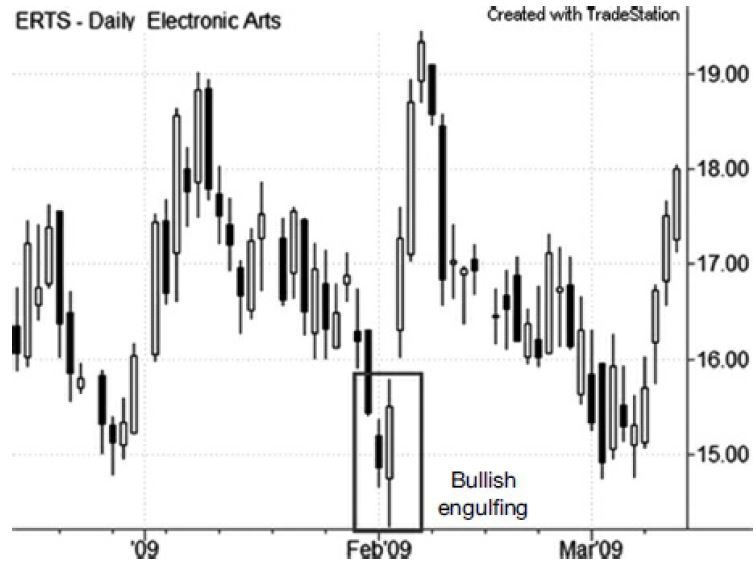 ERTS - Daily Electronic Arts
Created with TradeStation
19.00
18.00
17.00
16.00
15.00
Bullish
engulfing
'09
Feb'09
Mar'09